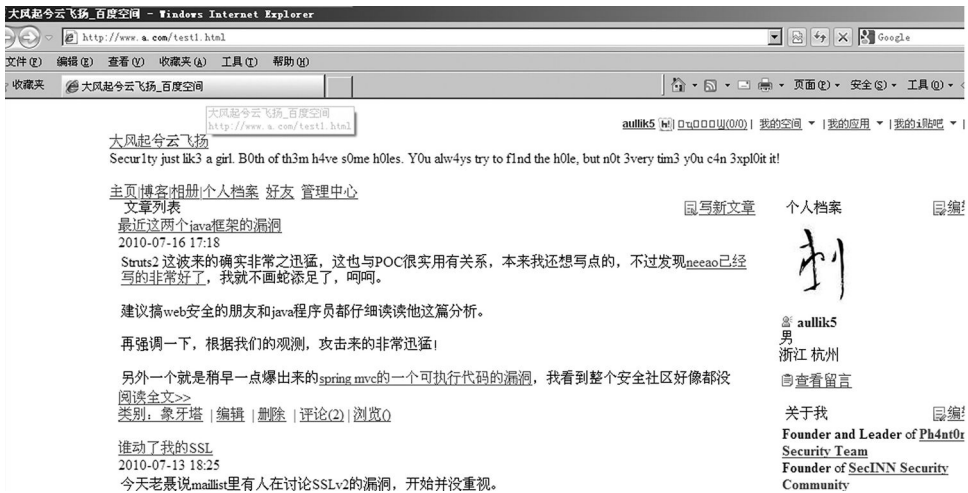 大风起兮云飞扬_百度空间 - Windows Internet Explorer
http://www.a.com/test1.html
Google
文件(F) 编辑(E) 查看(V) 收藏夹(A) 工具(T) 帮助(H)
收藏夹 大风起兮云飞扬_百度空间 页面(P) 安全(S) 工具(O)
大风起兮云飞扬_百度空间
http://www.a.com/test1.html
aullik5 (0/0) | 我的空间 | 我的应用 | 我的i贴吧 |
大风起兮云飞扬
Secur1ty just lik3 a girl. B0th of th3m h4ve s0me h0les. Y0u alw4ys try to f1nd the h0le, but n0t 3very tim3 y0u c4n 3xpl0it it!
主页|博客|相册|个人档案 好友 管理中心
文章列表 写新文章 个人档案
最近这两个java框架的漏洞
2010-07-16 17:18
Struts2 这波来的确实非常之迅猛，这也与POC很实用有关系，本来我还想写点的，不过发现neeao已经
写的非常好了，我就不画蛇添足了，呵呵。
建议搞web安全的朋友和java程序员都仔细读读他这篇分析。
再强调一下，根据我们的观测，攻击来的非常迅猛！
另外一个就是稍早一点爆出来的spring mvc的一个可执行代码的漏洞，我看到整个安全社区好像都没
阅读全文>>
类别：象牙塔 | 编辑 | 删除 | 评论(2) | 浏览()
谁动了我的SSL
2010-07-13 18:25
今天老聂说maillist里有人在讨论SSLv2的漏洞，开始并没重视。
刺
aullik5
男
浙江 杭州
查看留言
关于我
Founder and Leader of Ph4nt0m
Security Team
Founder of SecINN Security
Community